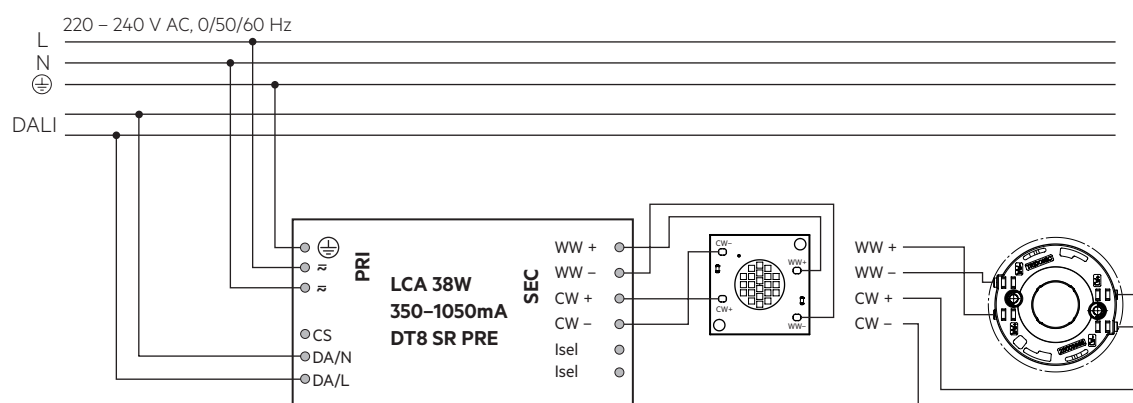 220 – 240 V AC, 0/50/60 Hz
L
N
DALI
PRI
LCA 38W
350–1050mA
DT8 SR PRE
SEC
WW +
WW –
CW +
CW –
Isel
Isel
≂
≂
CS
DA/N
DA/L
CW–
WW+
CW+
WW–
WW +
WW –
CW +
CW –